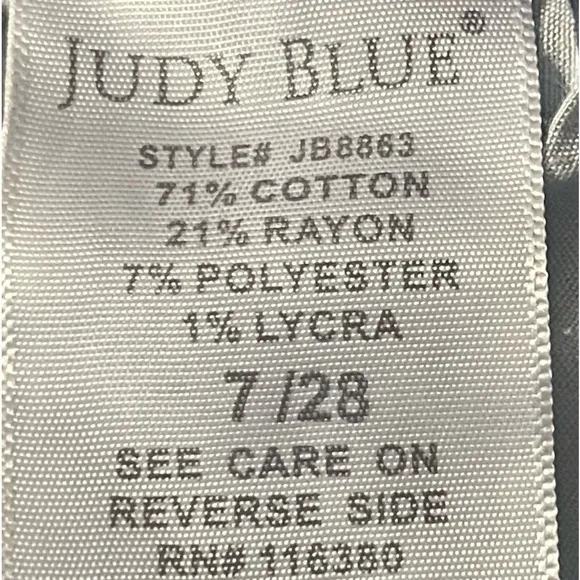 JUDY BLUE®
STYLE# JB8863
71% COTTON
21% RAYON
7% POLYESTER
1% LYCRA
7 /28
SEE CARE ON
REVERSE SIDE
RN# 116380